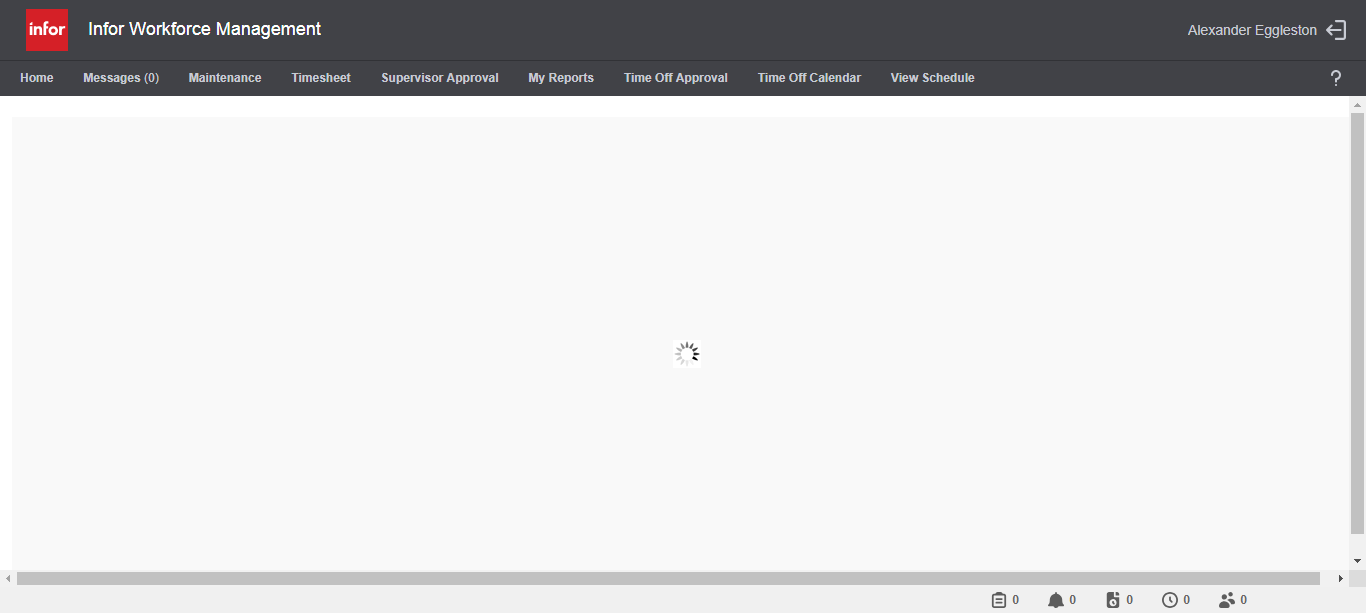 infor
Infor Workforce Management
Alexander Eggleston
Home Messages (0) Maintenance Timesheet Supervisor Approval My Reports Time Off Approval Time Off Calendar View Schedule ?
0 0 0 0 0